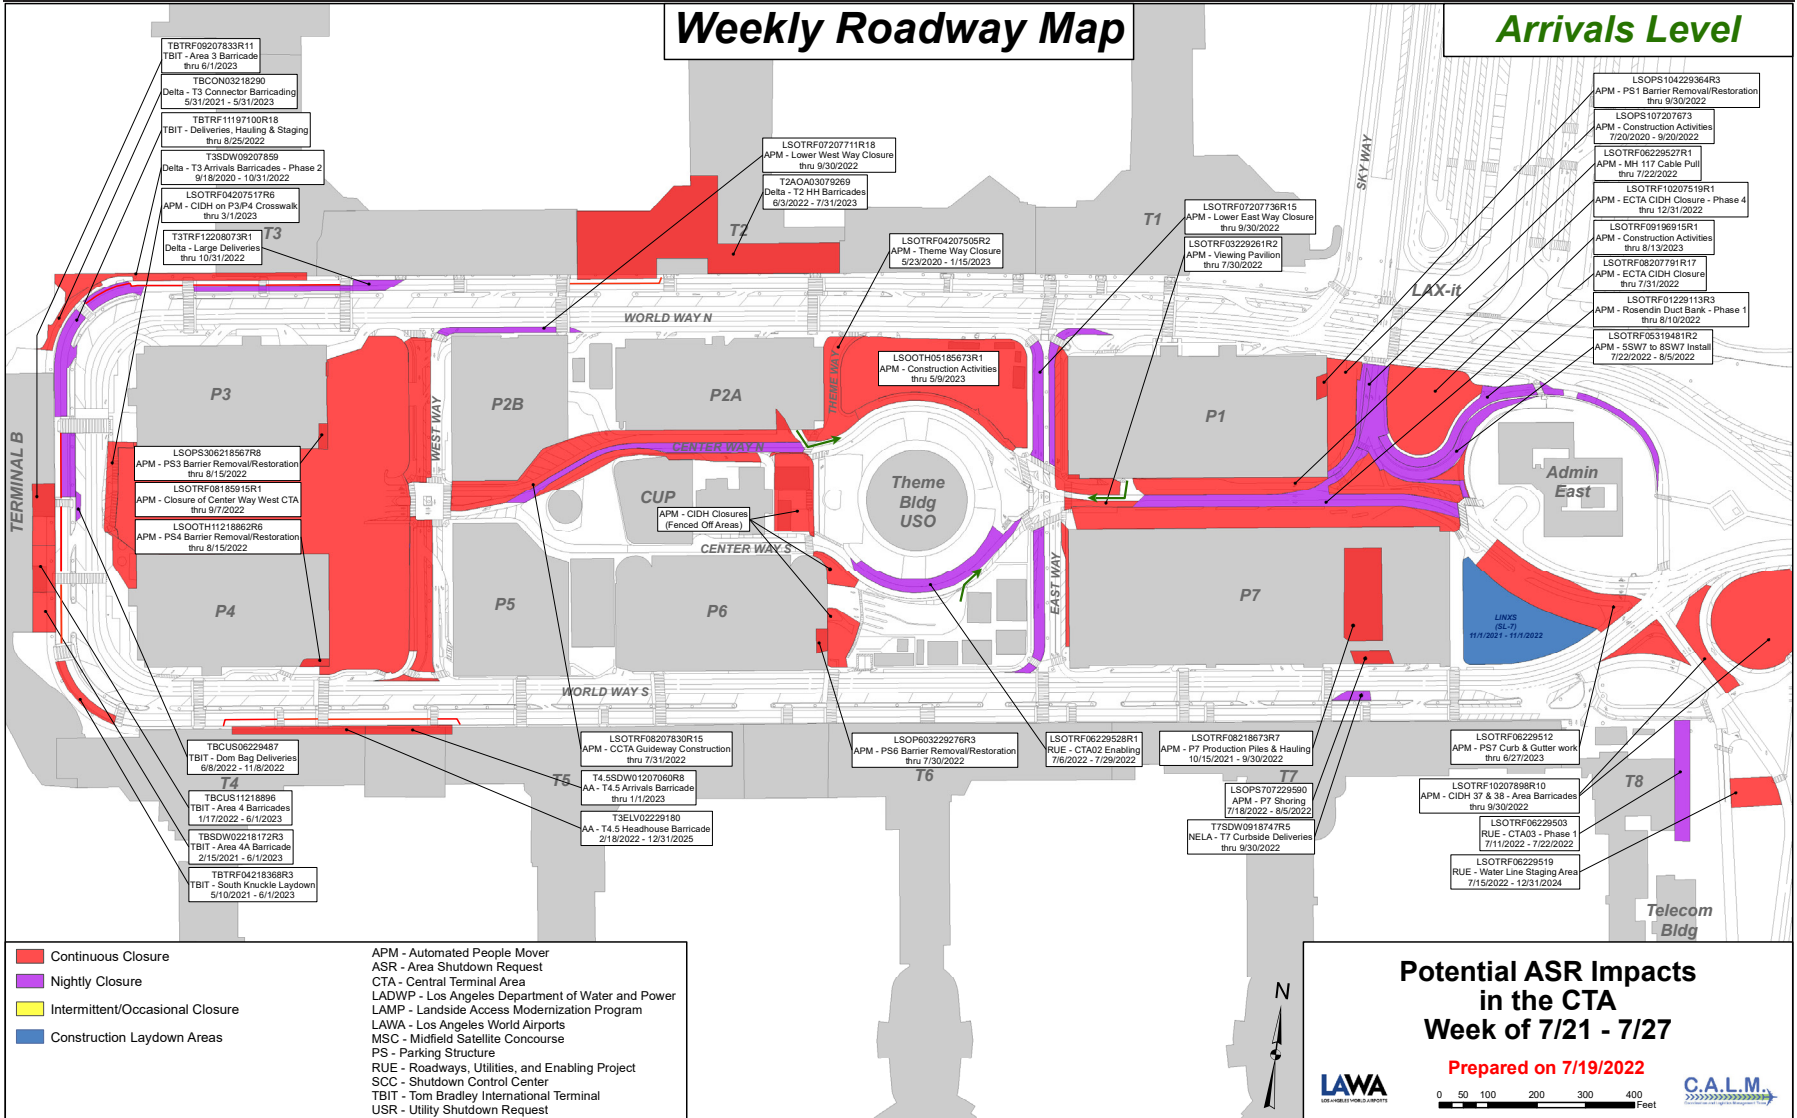 Weekly Roadway Map
Arrivals Level
TBTRF09207833R11
TBIT - Area 3 Barricade
thru 6/1/2023
TBCON03218290
Delta - T3 Connector Barricading
5/31/2021 - 5/31/2023
TBTRF11197100R18
TBIT - Deliveries, Hauling & Staging
thru 8/25/2022
T3SDW09207859
Delta - T3 Arrivals Barricades - Phase 2
9/18/2020 - 10/31/2022
LSOTRF04207517R6
APM - CIDH on P3/P4 Crosswalk
thru 3/1/2023
T3TRF12208073R1
Delta - Large Deliveries
thru 10/31/2022
LSOTRF07207711R18
APM - Lower West Way Closure
thru 9/30/2022
T2AOA03079269
Delta - T2 HH Barricades
6/3/2022 - 7/31/2023
LSOTRF04207505R2
APM - Theme Way Closure
5/23/2020 - 1/15/2023
LSOTRF07207736R15
APM - Lower East Way Closure
thru 9/30/2022
LSOTRF03229261R2
APM - Viewing Pavilion
thru 7/30/2022
LSOPS104229364R3
APM - PS1 Barrier Removal/Restoration
thru 9/30/2022
LSOPS107207673
APM - Construction Activities
7/20/2020 - 9/20/2022
LSOTRF06229527R1
APM - MH 117 Cable Pull
thru 7/22/2022
LSOTRF10207519R1
APM - ECTA CIDH Closure - Phase 4
thru 12/31/2022
LSOTRF09196915R1
APM - Construction Activities
thru 8/13/2023
LSOTRF08207791R17
APM - ECTA CIDH Closure
thru 7/31/2022
LSOTRF01229113R3
APM - Rosendin Duct Bank - Phase 1
thru 8/10/2022
LSOTRF05319481R2
APM - 5SW7 to 8SW7 Install
7/22/2022 - 8/5/2022
T3
T2
T1
SKY WAY
LAX-it
WORLD WAY N
P3
P2B
P2A
THEME WAY
LSOOTH05185673R1
APM - Construction Activities
thru 5/9/2023
P1
WEST WAY
CENTER WAY N
TERMINAL B
LSOPS306218567R8
APM - PS3 Barrier Removal/Restoration
thru 8/15/2022
LSOTRF08185915R1
APM - Closure of Center Way West CTA
thru 9/7/2022
LSOOTH11218862R6
APM - PS4 Barrier Removal/Restoration
thru 8/15/2022
CUP
APM - CIDH Closures
(Fenced Off Areas)
Theme
Bldg
USO
Admin
East
CENTER WAY S
EAST WAY
P4
P5
P6
P7
LINXS
(SL-7)
11/1/2021 - 11/1/2022
WORLD WAY S
TBCUS06229487
TBIT - Dom Bag Deliveries
6/8/2022 - 11/8/2022
T4
TBCUS11218896
TBIT - Area 4 Barricades
1/17/2022 - 6/1/2023
TBSDW02218172R3
TBIT - Area 4A Barricade
2/15/2021 - 6/1/2023
TBTRF04218368R3
TBIT - South Knuckle Laydown
5/10/2021 - 6/1/2023
LSOTRF08207830R15
APM - CCTA Guideway Construction
thru 7/31/2022
T5
T4.5SDW01207060R8
AA - T4.5 Arrivals Barricade
thru 1/1/2023
T3ELV02229180
AA - T4.5 Headhouse Barricade
2/18/2022 - 12/31/2025
LSOP603229276R3
APM - PS6 Barrier Removal/Restoration
thru 7/30/2022
T6
LSOTRF06229528R1
RUE - CTA02 Enabling
7/6/2022 - 7/29/2022
LSOTRF08218673R7
APM - P7 Production Piles & Hauling
10/15/2021 - 9/30/2022
T7
LSOPS707229590
APM - P7 Shoring
7/18/2022 - 8/5/2022
T7SDW0918747R5
NELA - T7 Curbside Deliveries
thru 9/30/2022
LSOTRF06229512
APM - PS7 Curb & Gutter work
thru 6/27/2023
T8
LSOTRF10207898R10
APM - CIDH 37 & 38 - Area Barricades
thru 9/30/2022
LSOTRF06229503
RUE - CTA03 - Phase 1
7/11/2022 - 7/22/2022
LSOTRF06229519
RUE - Water Line Staging Area
7/15/2022 - 12/31/2024
Telecom
Bldg
Continuous Closure
Nightly Closure
Intermittent/Occasional Closure
Construction Laydown Areas
APM - Automated People Mover
ASR - Area Shutdown Request
CTA - Central Terminal Area
LADWP - Los Angeles Department of Water and Power
LAMP - Landside Access Modernization Program
LAWA - Los Angeles World Airports
MSC - Midfield Satellite Concourse
PS - Parking Structure
RUE - Roadways, Utilities, and Enabling Project
SCC - Shutdown Control Center
TBIT - Tom Bradley International Terminal
USR - Utility Shutdown Request
N
Potential ASR Impacts
in the CTA
Week of 7/21 - 7/27
Prepared on 7/19/2022
LAWA
LOS ANGELES WORLD AIRPORTS
0 50 100 200 300 400
Feet
C.A.L.M.